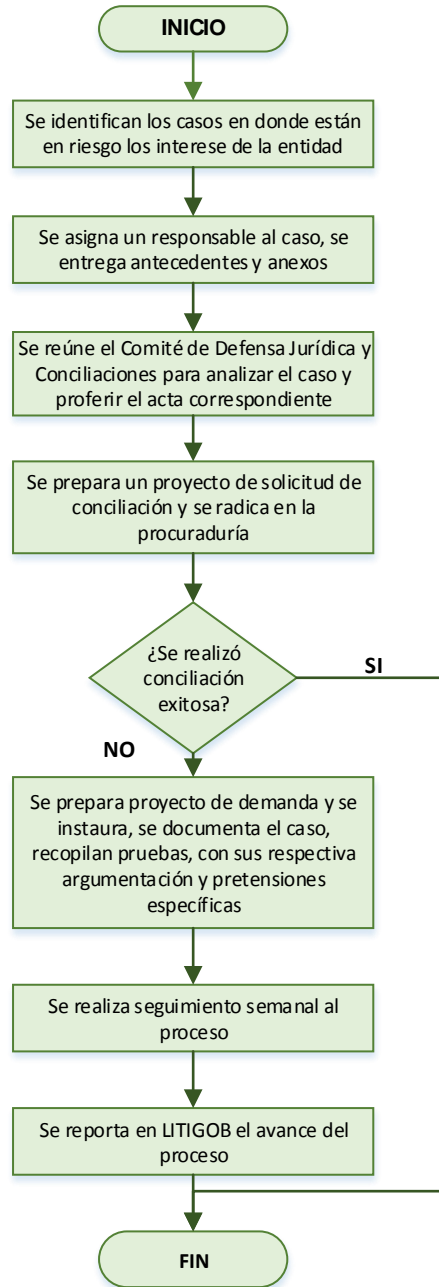 INICIO
Se identifican los casos en donde están
en riesgo los interese de la entidad
Se asigna un responsable al caso, se
entrega antecedentes y anexos
Se reúne el Comité de Defensa Jurídica y
Conciliaciones para analizar el caso y
proferir el acta correspondiente
Se prepara un proyecto de solicitud de
conciliación y se radica en la
procuraduría
¿Se realizó
conciliación
exitosa?
SI
NO
Se prepara proyecto de demanda y se
instaura, se documenta el caso,
recopilan pruebas, con sus respectiva
argumentación y pretensiones
específicas
Se realiza seguimiento semanal al
proceso
Se reporta en LITIGOB el avance del
proceso
FIN